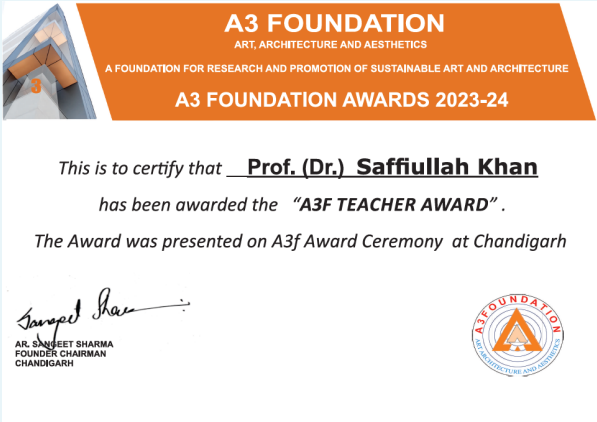 A3 FOUNDATION
ART, ARCHITECTURE AND AESTHETICS
A FOUNDATION FOR RESEARCH AND PROMOTION OF SUSTAINABLE ART AND ARCHITECTURE
A3 FOUNDATION AWARDS 2023-24
3
This is to certify that Prof. (Dr.) Saffiullah Khan
has been awarded the “A3F TEACHER AWARD” .
The Award was presented on A3f Award Ceremony at Chandigarh
AR. SANGEET SHARMA
FOUNDER CHAIRMAN
CHANDIGARH
A3FOUNDATION
ART ARCHITECTURE AND AESTHETICS